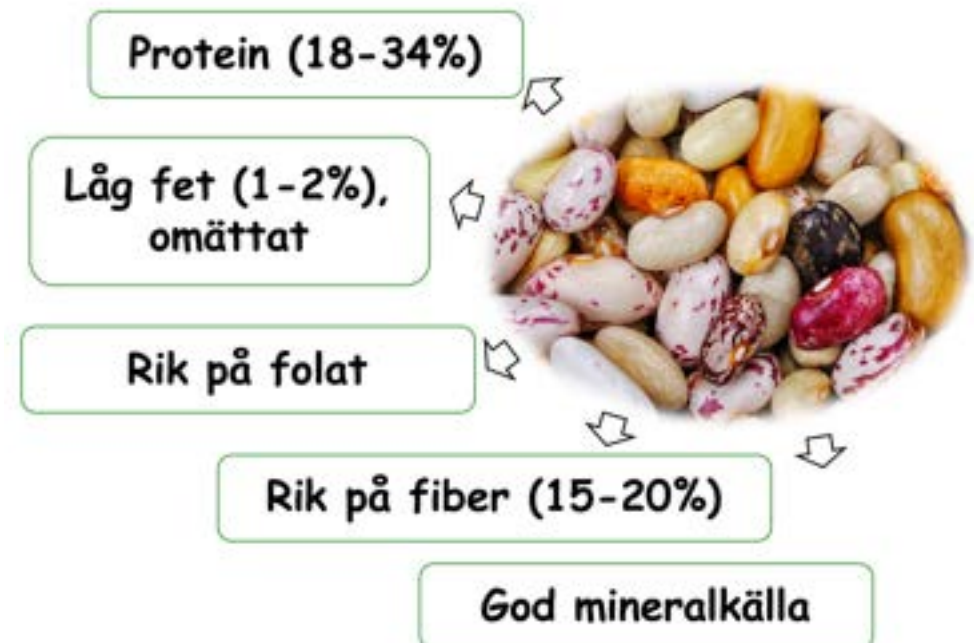 Protein (18-34%)
Låg fet (1-2%),
omättat
Rik på folat
Rik på fiber (15-20%)
God mineralkälla